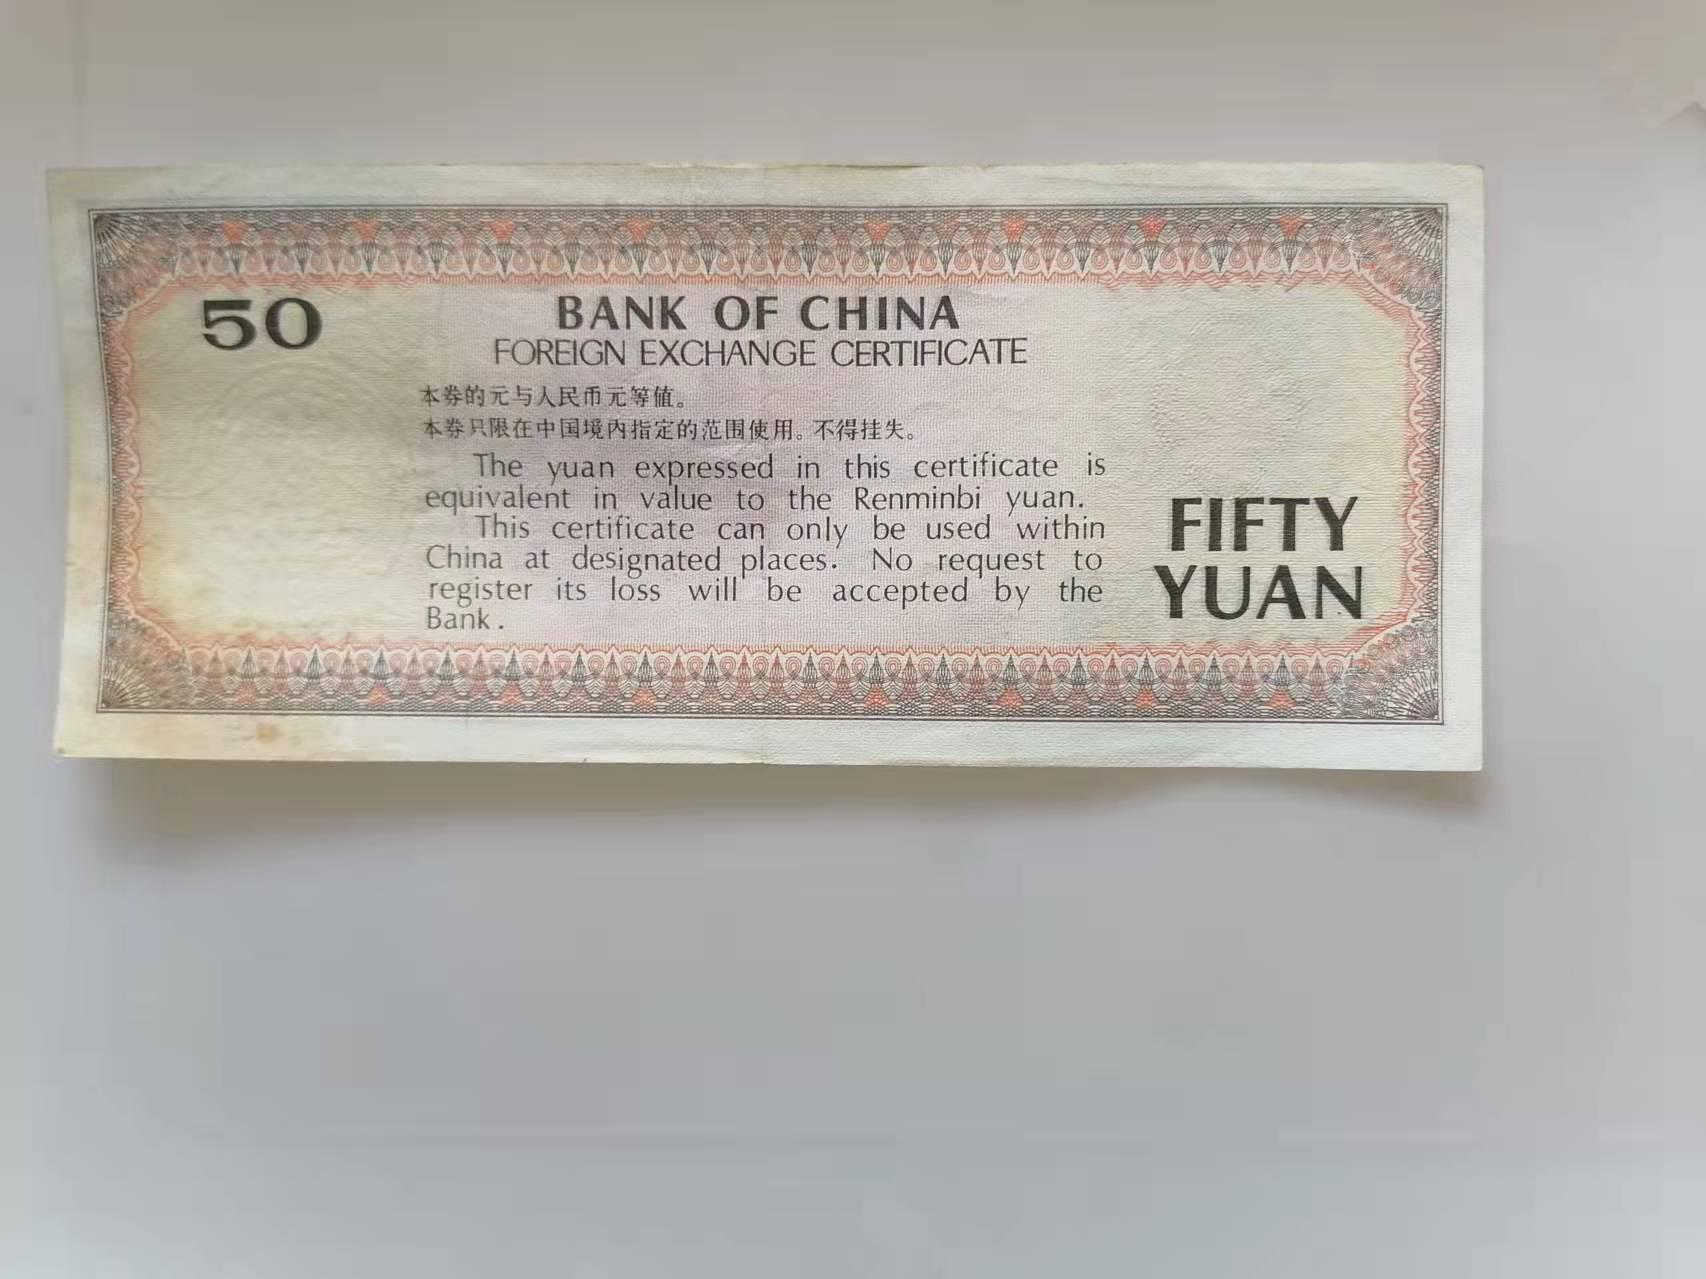 50
BANK OF CHINA
FOREIGN EXCHANGE CERTIFICATE
本券的元与人民币元等值。
本券只限在中国境内指定的范围使用。不得挂失。
The yuan expressed in this certificate is
equivalent in value to the Renminbi yuan.
This certificate can only be used within
China at designated places. No request to
register its loss will be accepted by the
Bank.
FIFTY
YUAN